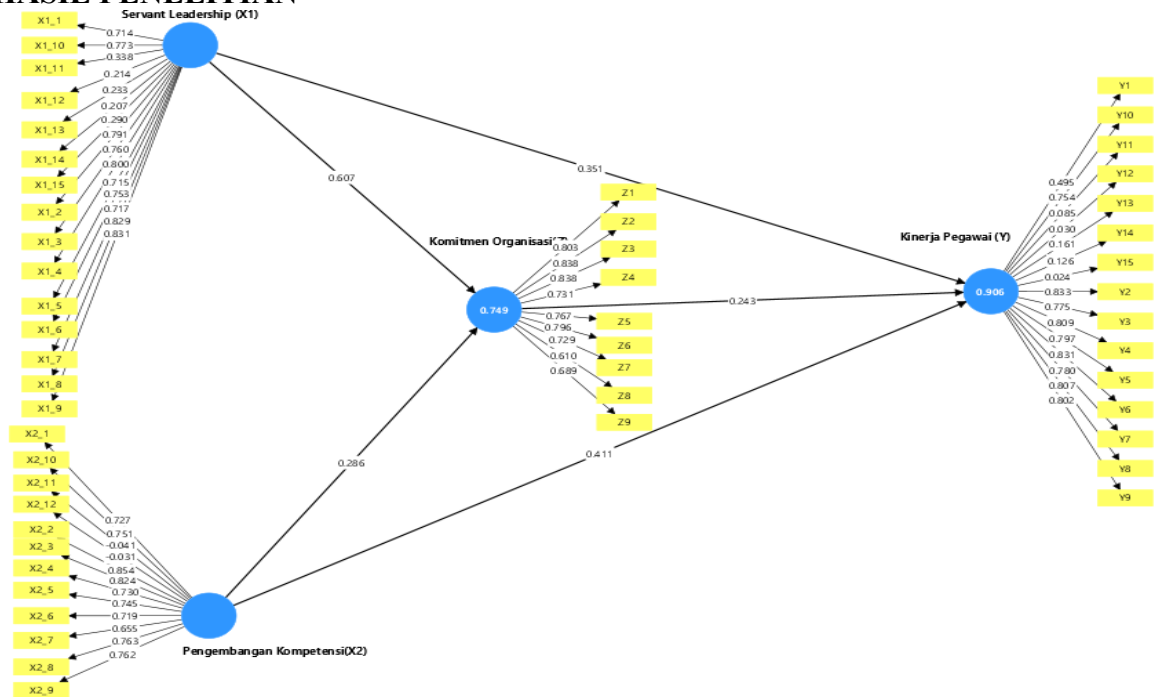 HASIL PENELITIAN
Servant Leadership (X1)
X1_1
X1_10
X1_11
X1_12
X1_13
X1_14
X1_15
X1_2
X1_3
X1_4
X1_5
X1_6
X1_7
X1_8
X1_9
0.714
0.773
0.338
0.214
0.233
0.207
0.290
0.791
0.760
0.800
0.715
0.753
0.717
0.829
0.831
0.607
0.351
Komitmen Organisasi(Z)
0.749
Z1
Z2
Z3
Z4
Z5
Z6
Z7
Z8
Z9
0.803
0.838
0.838
0.731
0.767
0.796
0.729
0.610
0.689
0.243
Kinerja Pegawai (Y)
0.906
Y1
Y10
Y11
Y12
Y13
Y14
Y15
Y2
Y3
Y4
Y5
Y6
Y7
Y8
Y9
0.495
0.754
0.085
0.030
0.161
0.126
0.024
0.833
0.775
0.809
0.797
0.831
0.780
0.807
0.802
0.286
0.411
X2_1
X2_10
X2_11
X2_12
X2_2
X2_3
X2_4
X2_5
X2_6
X2_7
X2_8
X2_9
0.727
0.751
-0.041
-0.031
0.854
0.824
0.730
0.745
0.719
0.655
0.763
0.762
Pengembangan Kompetensi(X2)